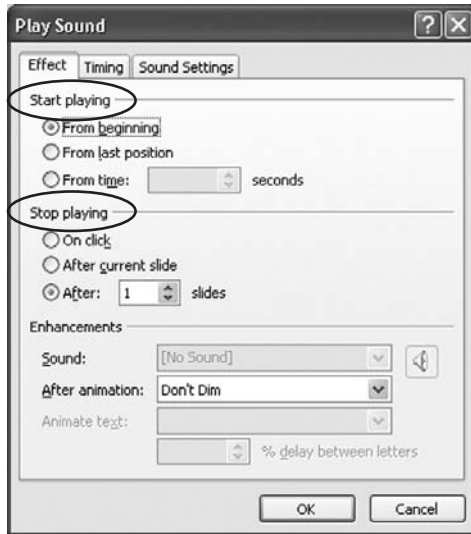 Play Sound
Effect Timing Sound Settings
Start playing
From beginning
From last position
From time: seconds
Stop playing
On click
After current slide
After: 1 slides
Enhancements
Sound: [No Sound]
After animation: Don't Dim
Animate text:
% delay between letters
OK Cancel